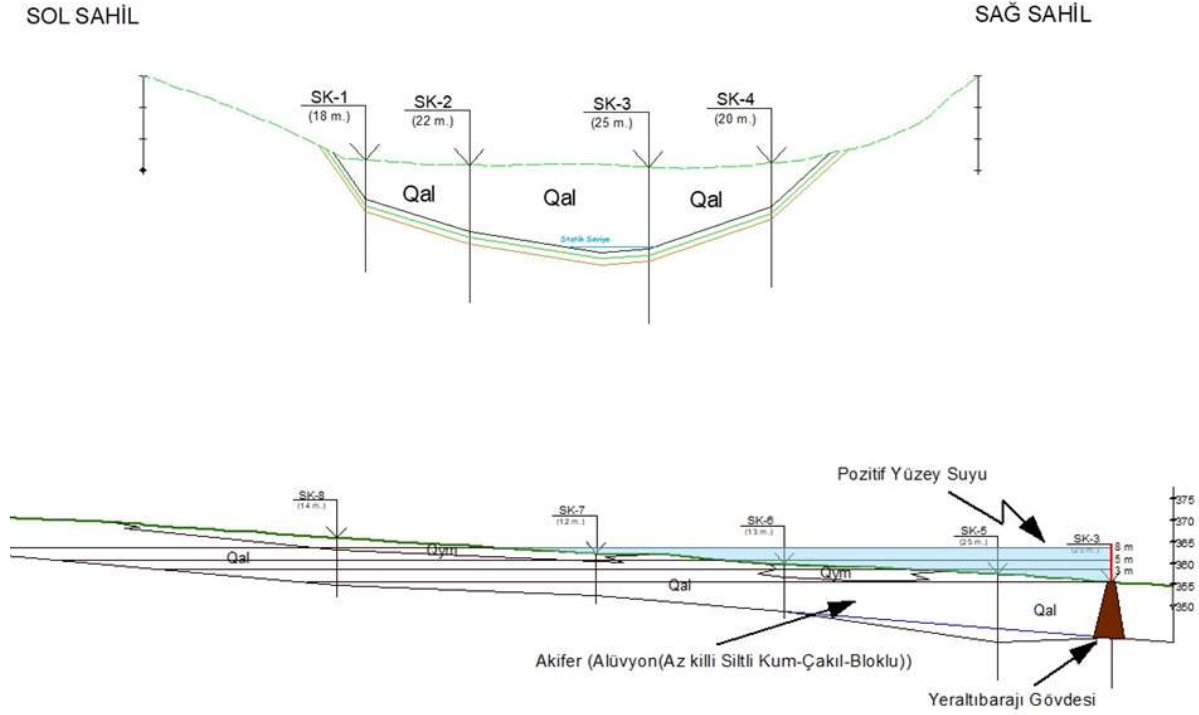 SOL SAHİL
SAĞ SAHİL
SK-1
(18 m.)
SK-2
(22 m.)
SK-3
(25 m.)
SK-4
(20 m.)
Qal
Qal
Qal
Statik Seviye
Pozitif Yüzey Suyu
SK-8
(14 m.)
SK-7
(12 m.)
SK-6
(13 m.)
SK-5
(25 m.)
SK-3
(25 m.)
8 m
5 m
3 m
375
370
365
360
355
350
Qal
Qym
Qal
Qym
Qal
Akifer (Alüvyon(Az killi Siltli Kum-Çakıl-Bloklu))
Yeraltıbarajı Gövdesi